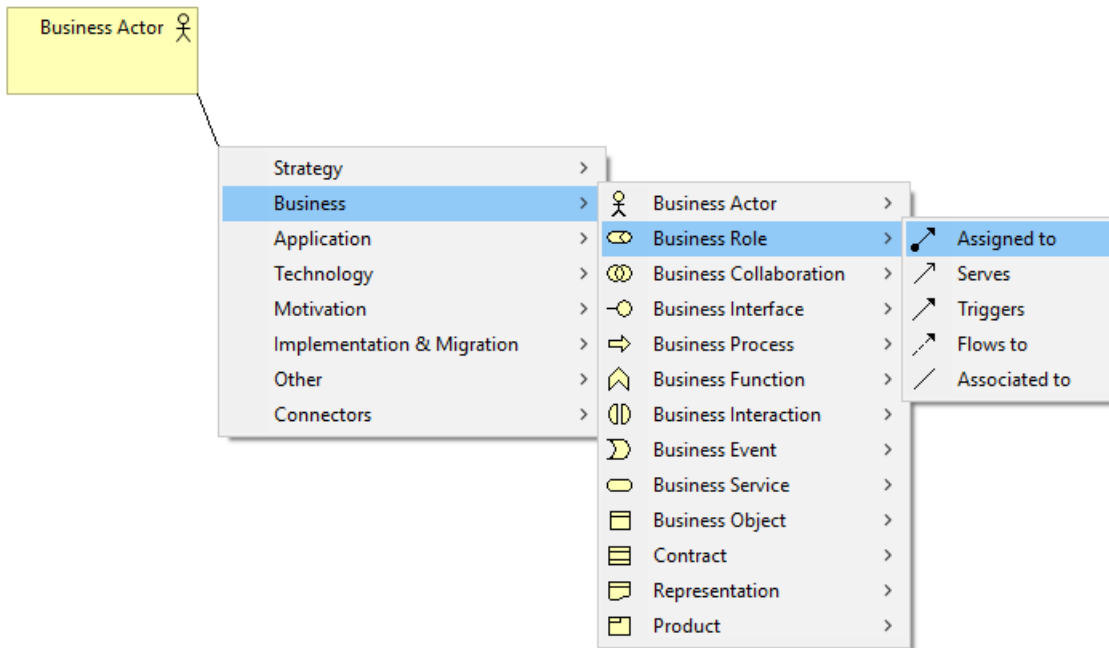 Business Actor
Strategy
Business
Application
Technology
Motivation
Implementation & Migration
Other
Connectors
Business Actor
Business Role
Business Collaboration
Business Interface
Business Process
Business Function
Business Interaction
Business Event
Business Service
Business Object
Contract
Representation
Product
Assigned to
Serves
Triggers
Flows to
Associated to